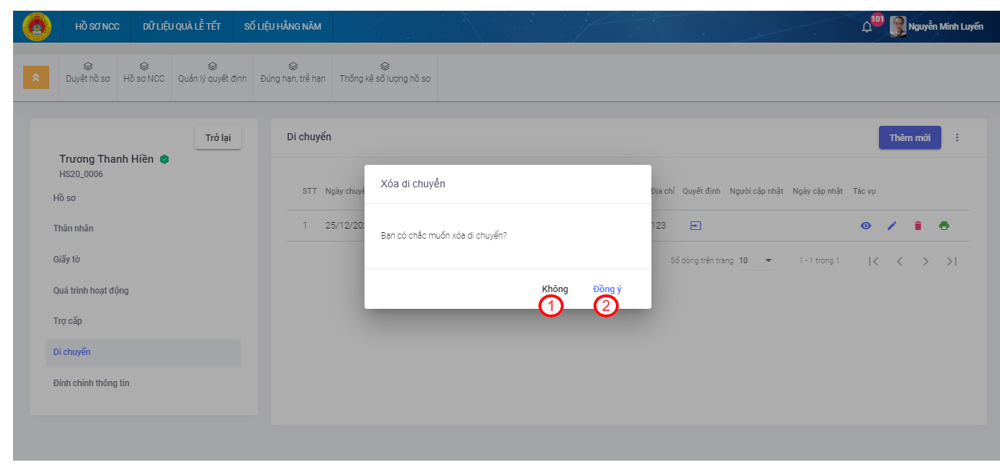 HỒ SƠ NCC DỮ LIỆU QUÀ LỄ TẾT SỐ LIỆU HẰNG NĂM 101 Nguyễn Minh Luyến
Duyệt hồ sơ Hồ sơ NCC Quản lý quyết định Đúng hạn, trễ hạn Thống kê số lượng hồ sơ
Trở lại
Trương Thanh Hiền
HS20_0006
Hồ sơ
Thân nhân
Giấy tờ
Quá trình hoạt động
Trợ cấp
Di chuyển
Đính chính thông tin
Di chuyển Thêm mới
STT Ngày chuyể Địa chỉ Quyết định Người cập nhật Ngày cập nhật Tác vụ
1 25/12/20 123
Số dòng trên trang 10 1 - 1 trong 1
Xóa di chuyển
Bạn có chắc muốn xóa di chuyển?
Không Đồng ý
1 2